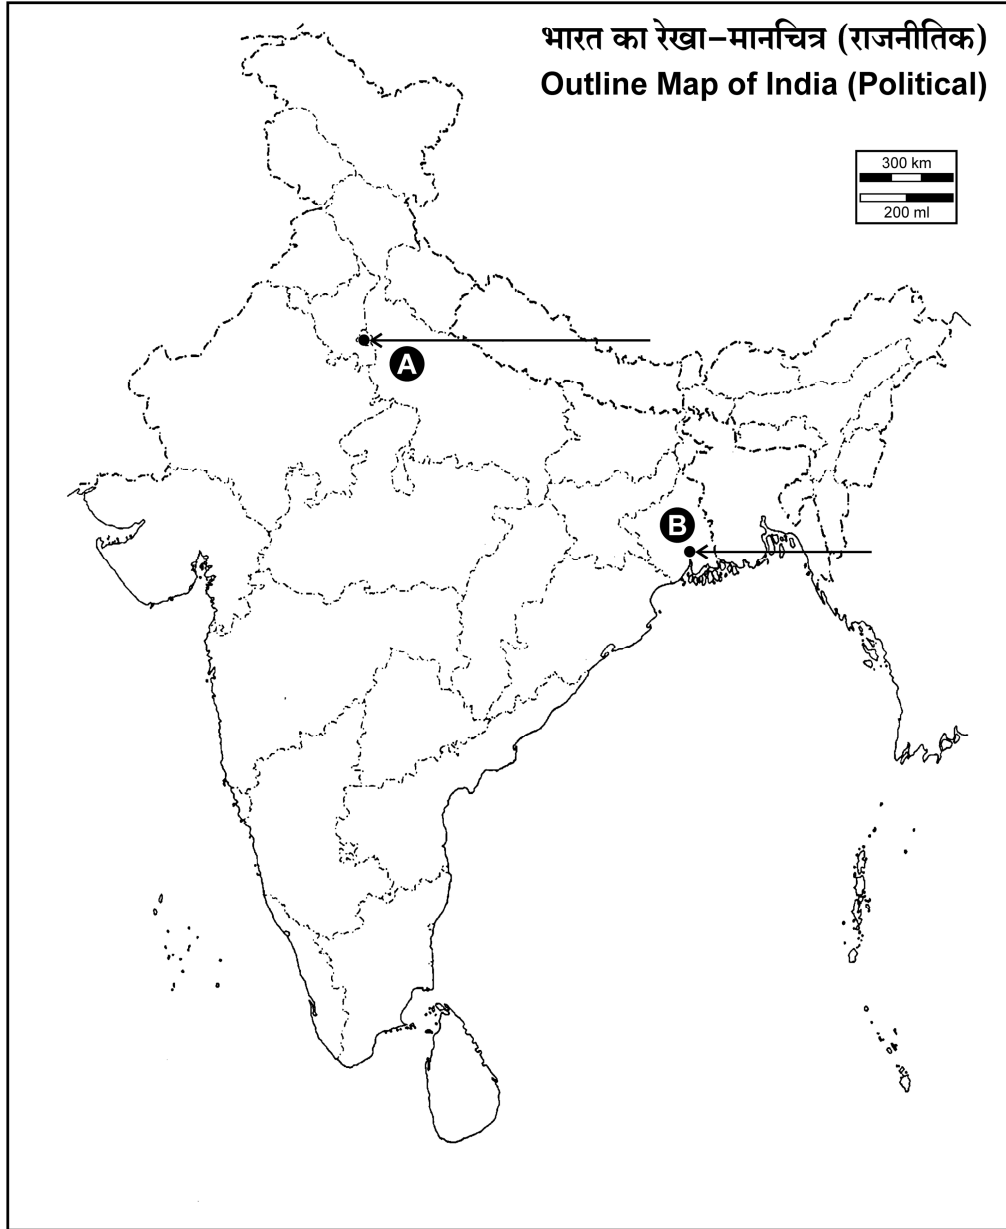 भारत का रेखा–मानचित्र (राजनीतिक)
Outline Map of India (Political)
300 km
200 ml
A
B